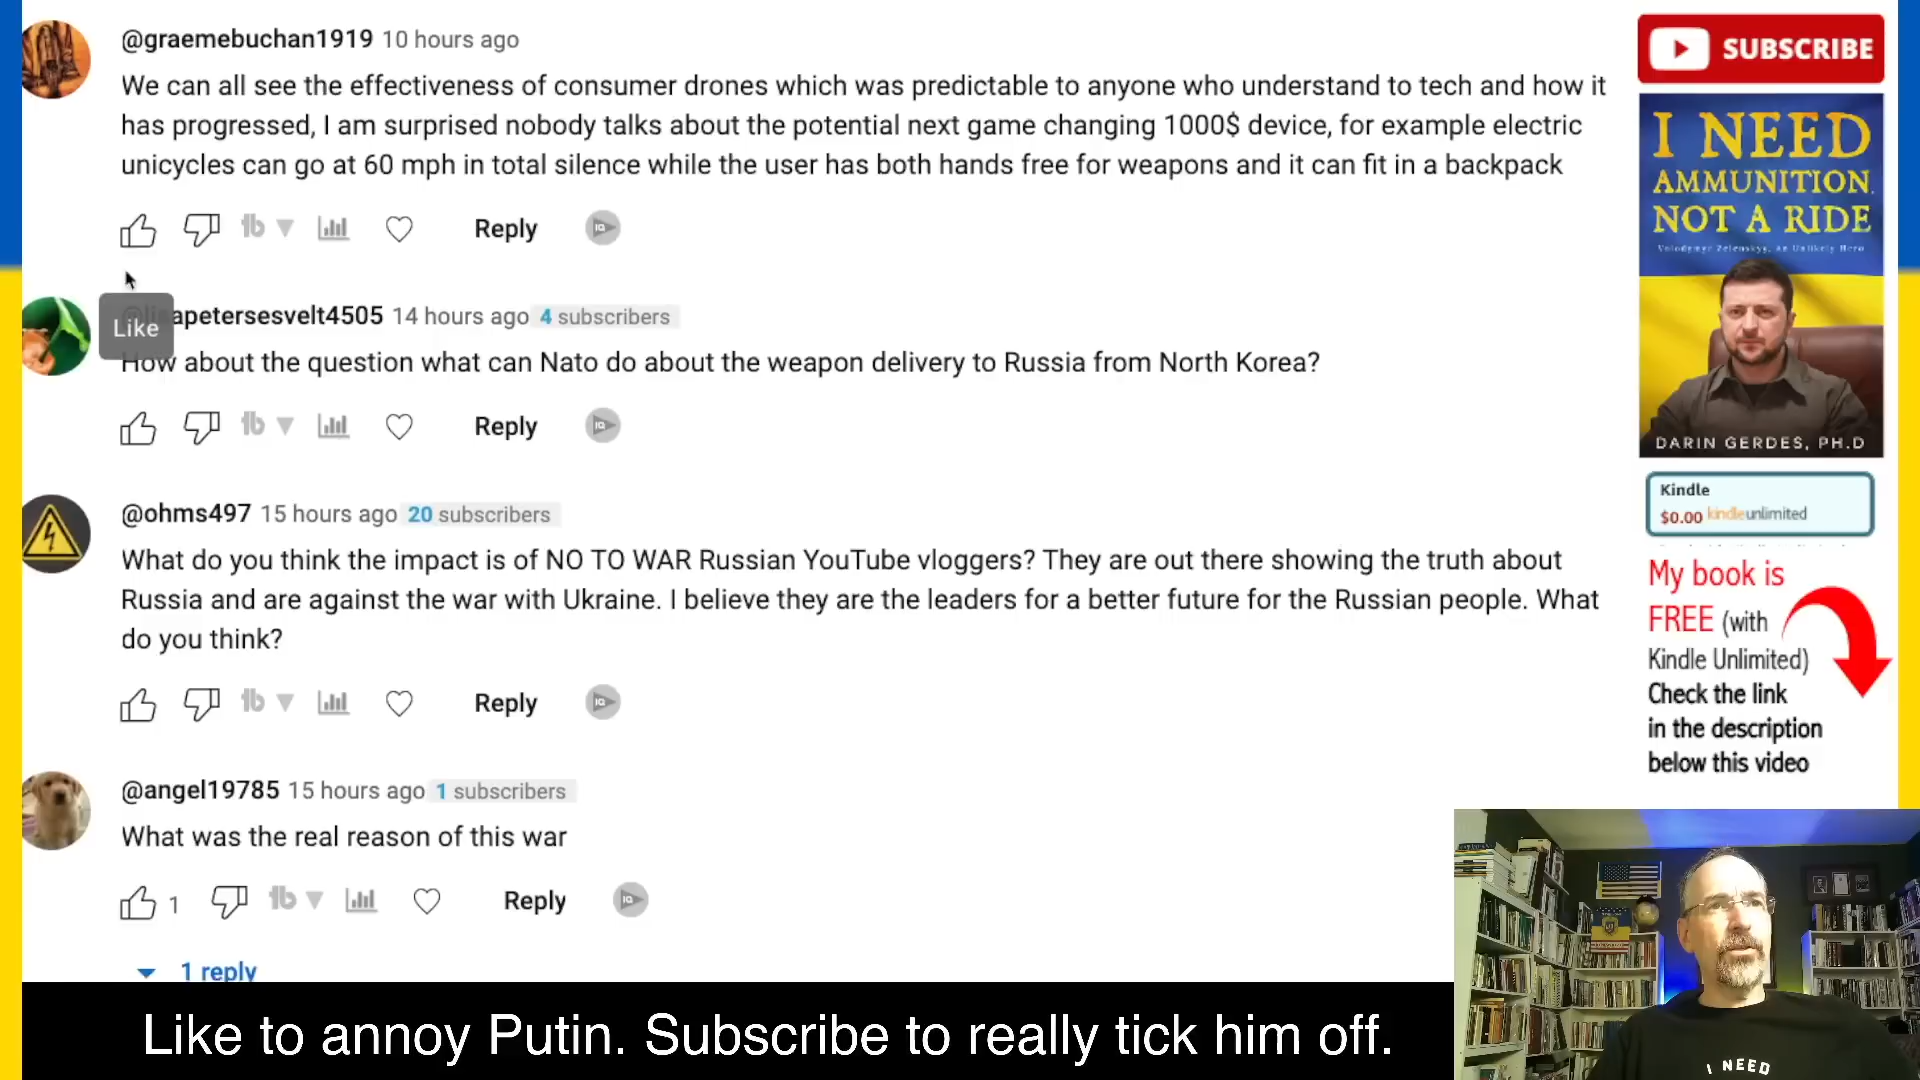 @graemebuchan1919 10 hours ago
We can all see the effectiveness of consumer drones which was predictable to anyone who understand to tech and how it
has progressed, I am surprised nobody talks about the potential next game changing 1000$ device, for example electric
unicycles can go at 60 mph in total silence while the user has both hands free for weapons and it can fit in a backpack
Reply
Like
apetersesvelt4505 14 hours ago 4 subscribers
How about the question what can Nato do about the weapon delivery to Russia from North Korea?
Reply
@ohms497 15 hours ago 20 subscribers
What do you think the impact is of NO TO WAR Russian YouTube vloggers? They are out there showing the truth about
Russia and are against the war with Ukraine. I believe they are the leaders for a better future for the Russian people. What
do you think?
Reply
@angel19785 15 hours ago 1 subscribers
What was the real reason of this war
1 Reply
1 reply
SUBSCRIBE
I NEED
AMMUNITION,
NOT A RIDE
Volodymyr Zelenskyy, An Unlikely Hero
DARIN GERDES, PH.D
Kindle
$0.00 kindleunlimited
My book is
FREE (with
Kindle Unlimited)
Check the link
in the description
below this video
Like to annoy Putin. Subscribe to really tick him off.
I NEED